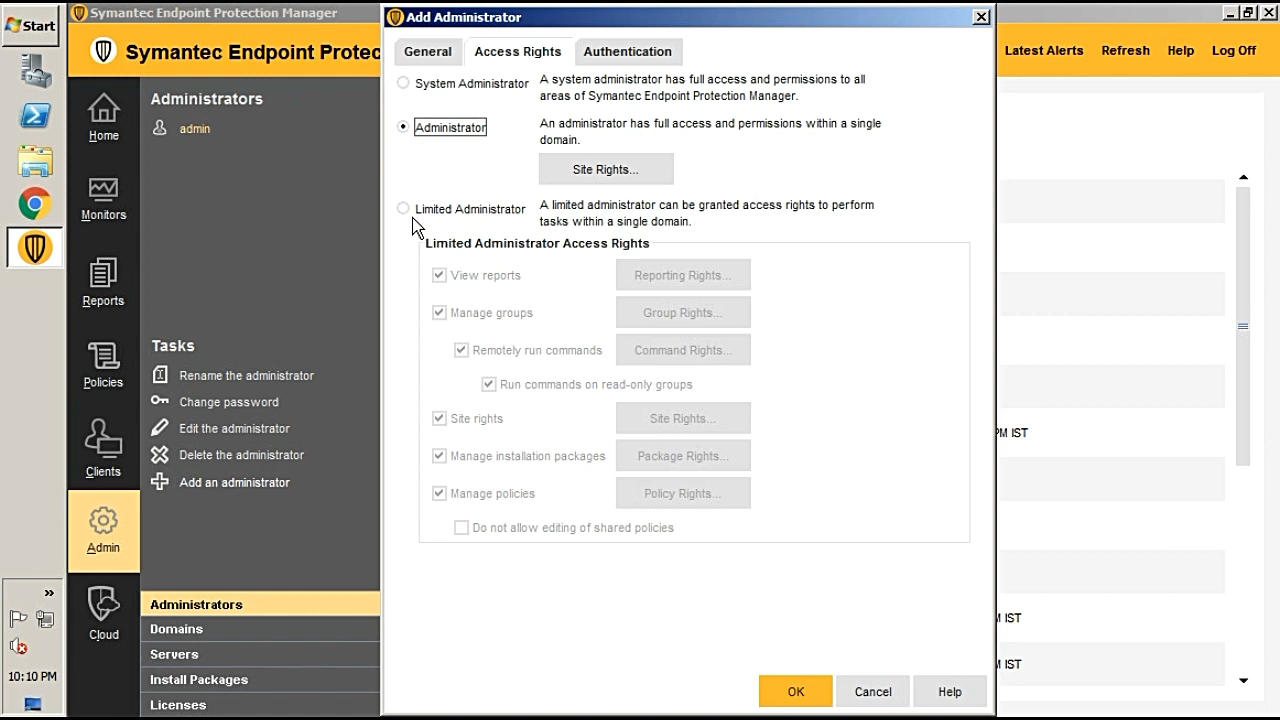 Start
Symantec Endpoint Protection Manager
Add Administrator
Symantec Endpoint Protec
Latest Alerts
Refresh
Help
Log Off
General
Access Rights
Authentication
Home
Monitors
Reports
Policies
Clients
Admin
Cloud
Administrators
admin
Tasks
Rename the administrator
Change password
Edit the administrator
Delete the administrator
Add an administrator
Administrators
Domains
Servers
Install Packages
Licenses
System Administrator
A system administrator has full access and permissions to all
areas of Symantec Endpoint Protection Manager.
Administrator
An administrator has full access and permissions within a single
domain.
Site Rights...
Limited Administrator
A limited administrator can be granted access rights to perform
tasks within a single domain.
Limited Administrator Access Rights
View reports
Reporting Rights...
Manage groups
Group Rights...
Remotely run commands
Command Rights...
Run commands on read-only groups
Site rights
Site Rights...
Manage installation packages
Package Rights...
Manage policies
Policy Rights...
Do not allow editing of shared policies
OK
Cancel
Help
PM IST
M IST
M IST
10:10 PM